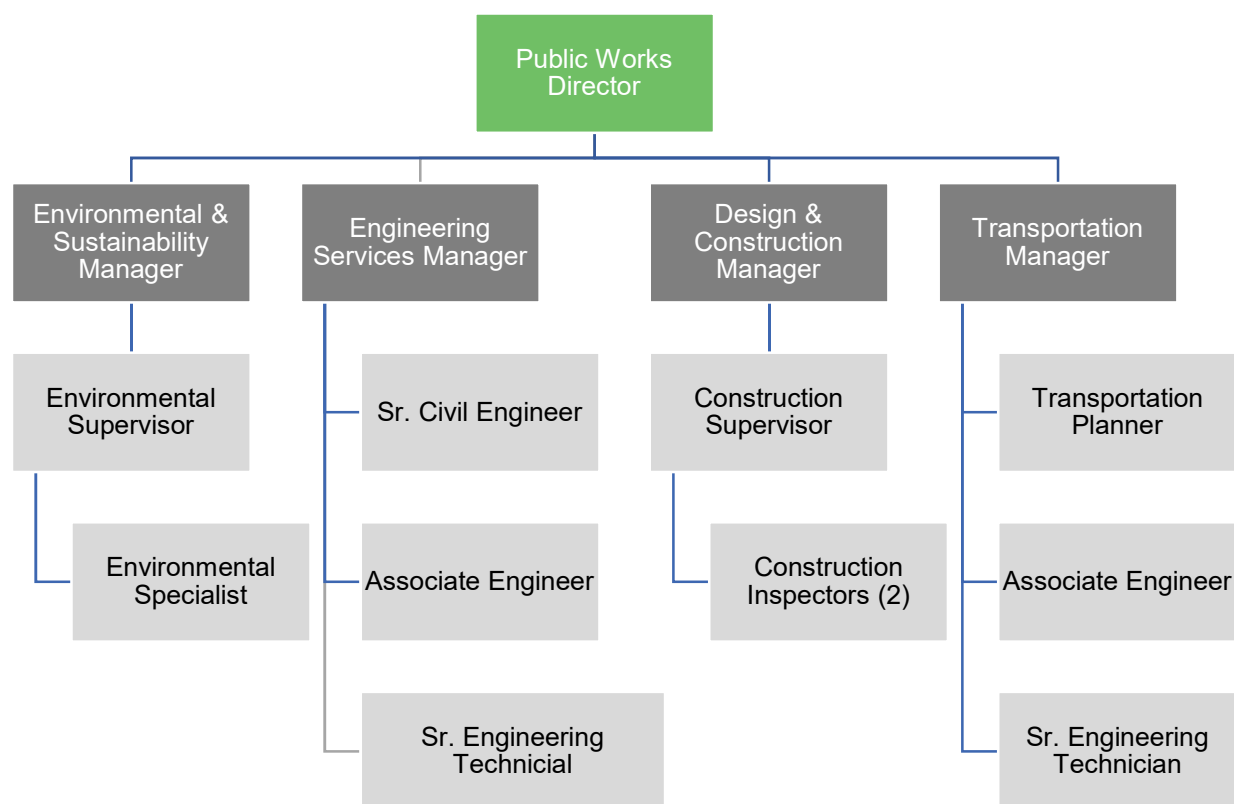 Public Works
Director
Environmental &
Sustainability
Manager
Engineering
Services Manager
Design &
Construction
Manager
Transportation
Manager
Environmental
Supervisor
Sr. Civil Engineer
Construction
Supervisor
Transportation
Planner
Environmental
Specialist
Associate Engineer
Construction
Inspectors (2)
Associate Engineer
Sr. Engineering
Technicial
Sr. Engineering
Technician